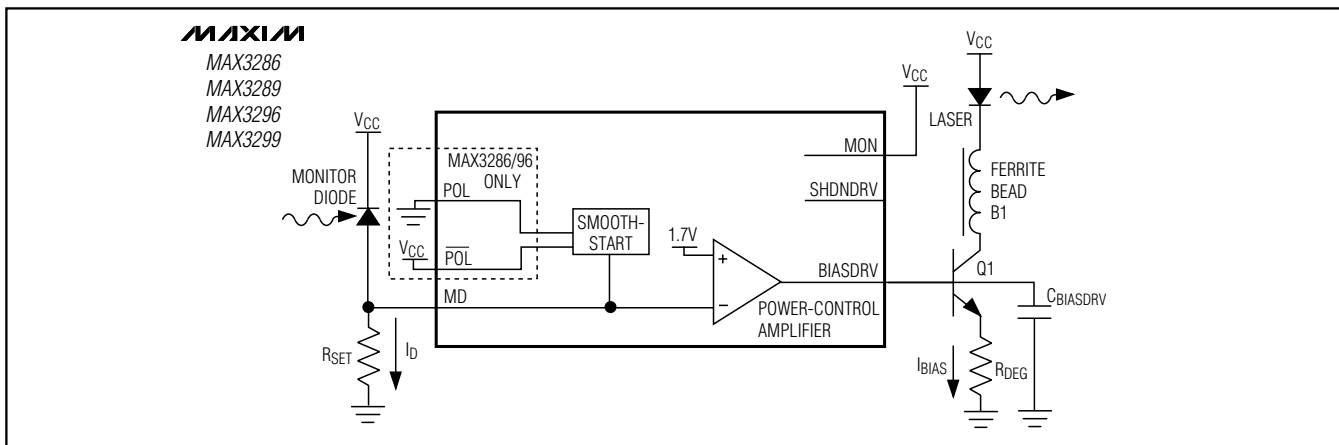 MAXIM
MAX3286
MAX3289
MAX3296
MAX3299
VCC
MONITOR
DIODE
RSET
ID
MAX3286/96
ONLY
POL
VCC
P̅O̅L̅
MD
SMOOTH-
START
1.7V
+
−
POWER-CONTROL
AMPLIFIER
MON
SHDNDRV
BIASDRV
VCC
VCC
LASER
FERRITE
BEAD
B1
Q1
CBIASDRV
IBIAS
RDEG